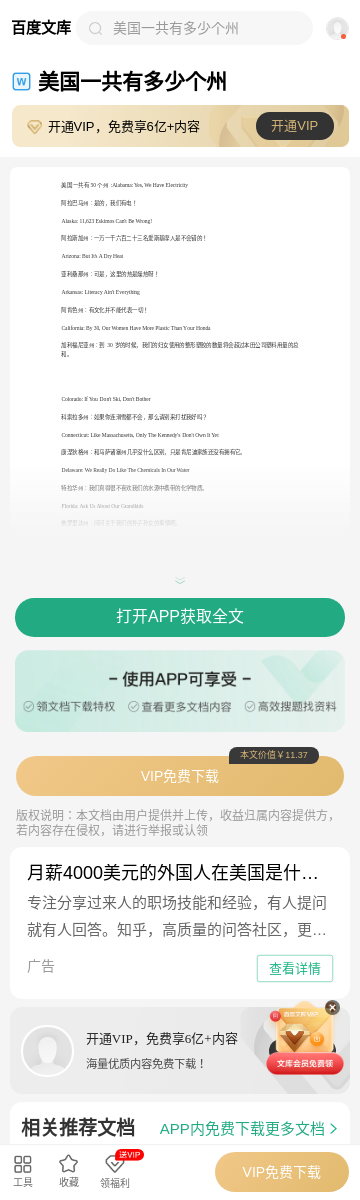 百度文库
美国一共有多少个州
W 美国一共有多少个州
开通VIP，免费享6亿+内容
开通VIP
美国一共有 50 个州 :Alabama: Yes, We Have Electricity
阿拉巴马州：是的，我们有电！
Alaska: 11,623 Eskimos Can't Be Wrong!
阿拉斯加州：一万一千六百二十三名爱斯基摩人是不会错的！
Arizona: But It's A Dry Heat
亚利桑那州：可是，这里的热是燥热呀！
Arkansas: Literacy Ain't Everything
阿肯色州：有文化并不能代表一切！
California: By 30, Our Women Have More Plastic Than Your Honda
加利福尼亚州：到 30 岁的时候，我们的妇女使用的整形塑胶的数量将会超过本田公司塑料用量的总
和。
Colorado: If You Don't Ski, Don't Bother
科索拉多州：如果你连滑雪都不会，那么请别来打扰我好吗？
Connecticut: Like Massachusetts, Only The Kennedy's Don't Own It Yet
康涅狄格州：和马萨诸塞州几乎没什么区别，只是肯尼迪家族还没有拥有它。
Delaware: We Really Do Like The Chemicals In Our Water
特拉华州：我们真得很不喜欢我们的水源中携带的化学物质。
Florida: Ask Us About Our Grandkids
打开APP获取全文
– 使用APP可享受 –
领文档下载特权
查看更多文档内容
高效搜题找资料
本文价值￥11.37
VIP免费下载
版权说明：本文档由用户提供并上传，收益归属内容提供方，
若内容存在侵权，请进行举报或认领
月薪4000美元的外国人在美国是什…
专注分享过来人的职场技能和经验，有人提问
就有人回答。知乎，高质量的问答社区，更…
广告
查看详情
开通VIP，免费享6亿+内容
海量优质内容免费下载！
文库会员免费领
相关推荐文档
APP内免费下载更多文档
工具
收藏
送VIP
领福利
VIP免费下载